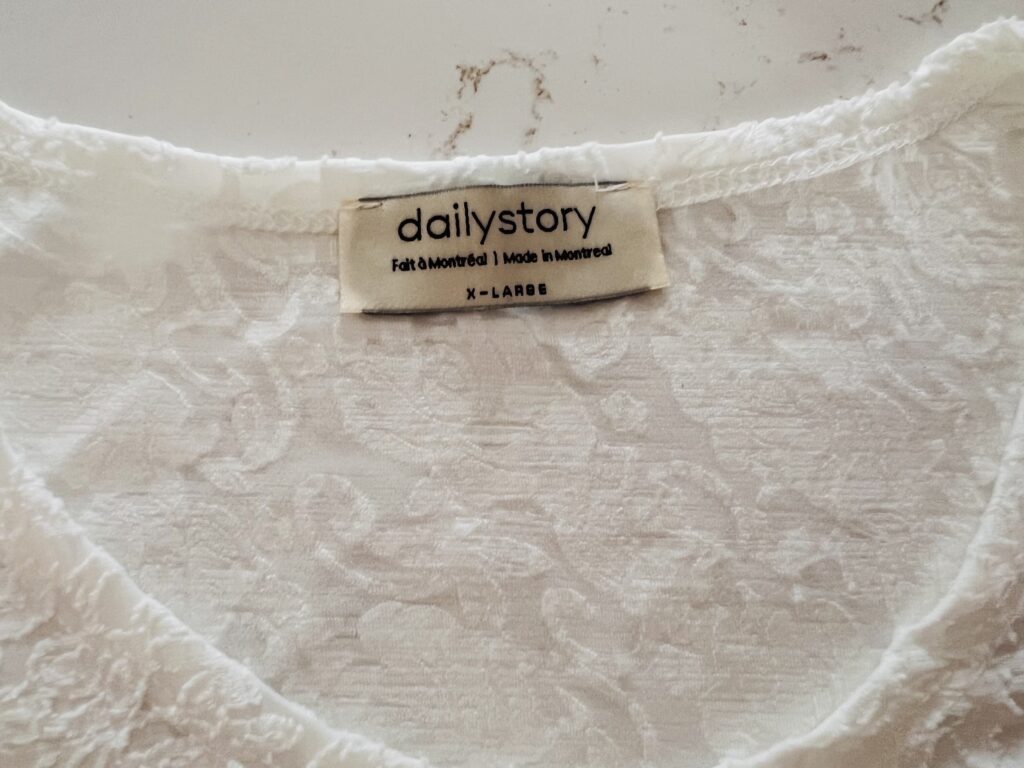 dailystory
Fait à Montréal | Made in Montreal
X-LARGE